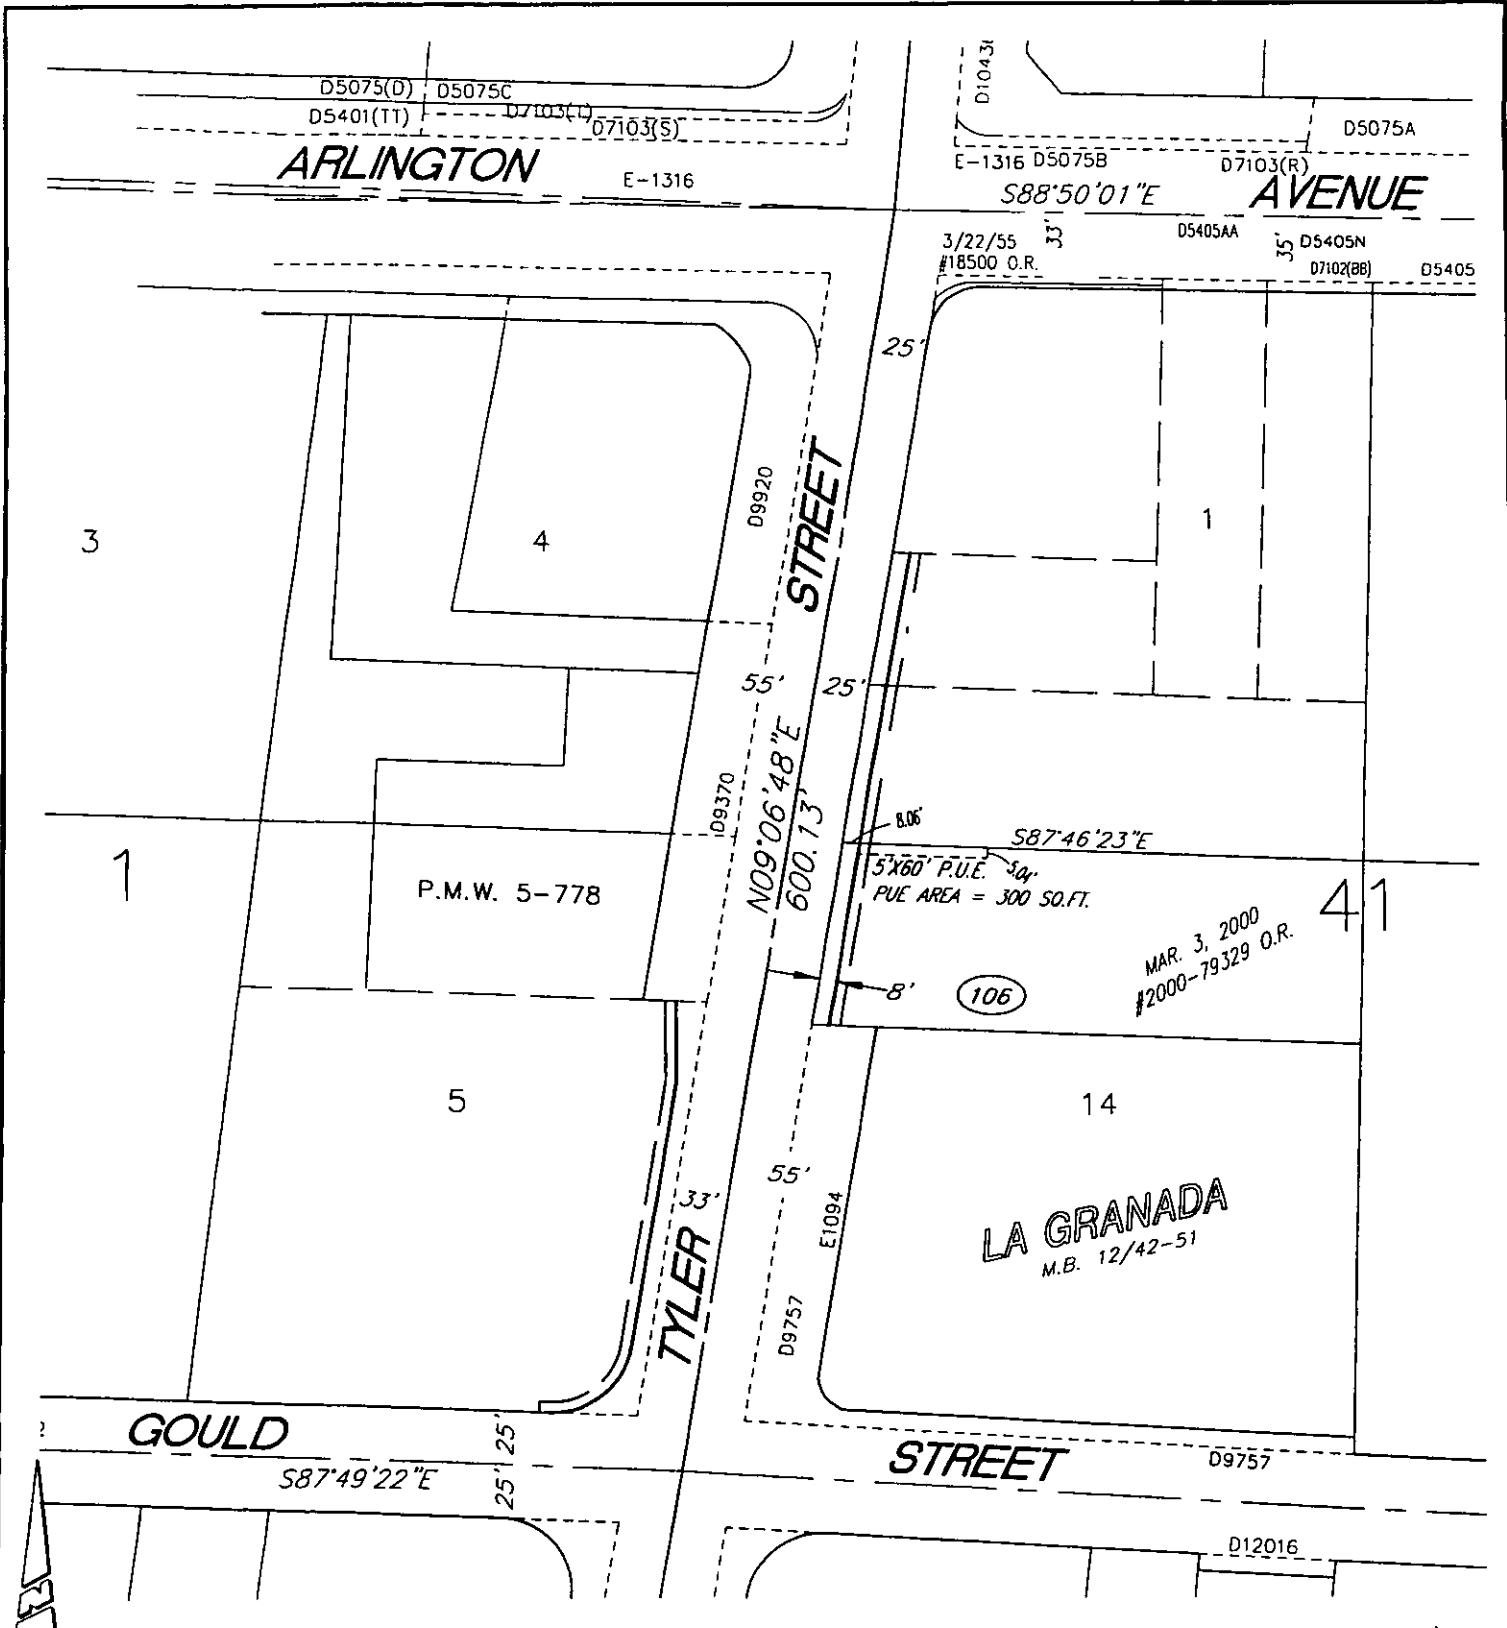 D5075(D) D5075C
D5401(TT)
D7103(S)
ARLINGTON
E-1316
E-1316 D5075B
D7103(R)
D5075A
S88°50'01"E
AVENUE
3/22/55
#18500 O.R.
33'
D5405AA
35'
D5405N
D7102(BB)
D5405
25'
STREET
D9920
3
4
1
55'
25'
N09°06'48"E
600.13'
D9370
8.06'
S87°46'23"E
5'X60' P.U.E.
5.04'
PUE AREA = 300 SQ.FT.
1
P.M.W. 5-778
41
MAR. 3, 2000
#2000-79329 O.R.
8'
106
5
14
55'
33'
E1094
LA GRANADA
M.B. 12/42-51
TYLER
D9757
GOULD
25'
25'
S87°49'22"E
STREET
D9757
D12016
N